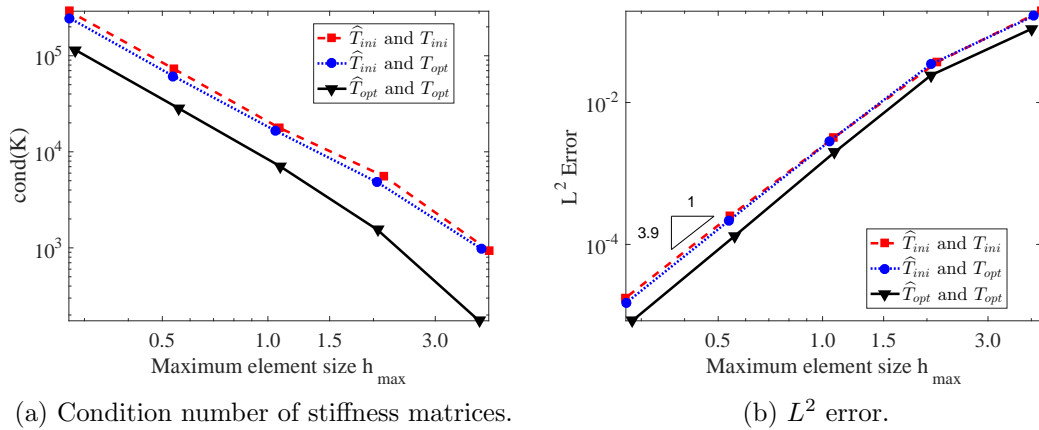 cond(K)
10^5
10^4
10^3
0.5 1.0 1.5 3.0
Maximum element size h_max
T̂_ini and T_ini
T̂_ini and T_opt
T̂_opt and T_opt
(a) Condition number of stiffness matrices.
L^2 Error
10^-2
10^-4
1
3.9
0.5 1.0 1.5 3.0
Maximum element size h_max
T̂_ini and T_ini
T̂_ini and T_opt
T̂_opt and T_opt
(b) L^2 error.